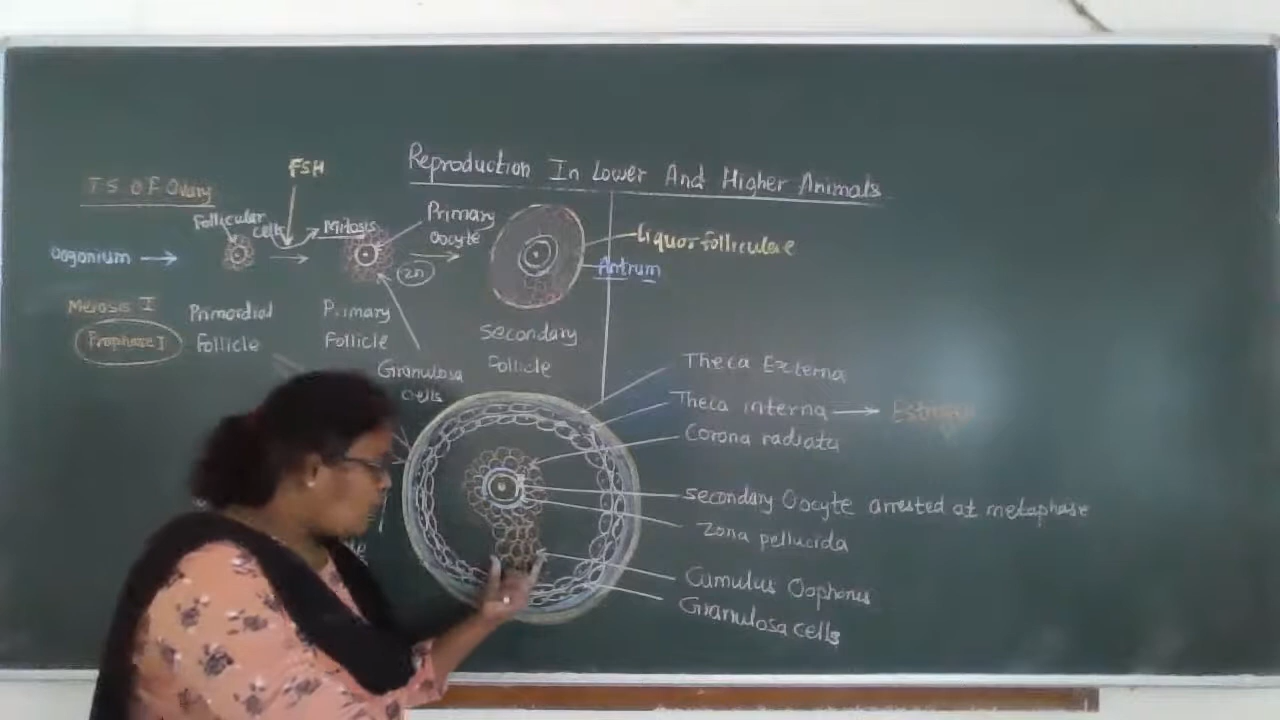 Reproduction In Lower And Higher Animals
T.S OF Ovary
FSH
Follicular
cells
Mitosis
Primary
Oocyte
Liquor folliculae
Oogonium
2n
Antrum
Meiosis I
Prophase I
Primordial
Follicle
Primary
Follicle
Secondary
Follicle
Granulosa
cells
Theca Externa
Theca interna
Estrogen
Corona radiata
Secondary Oocyte arrested at metaphase
Zona pellucida
Cumulus Oophorus
Granulosa cells